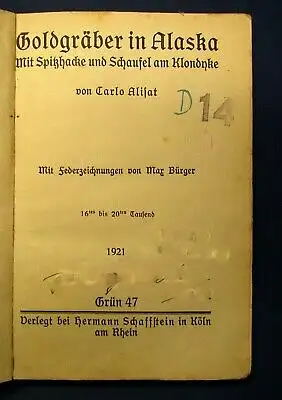 Goldgräber in Alaska
Mit Spitzhacke und Schaufel am Klondyke
von Carlo Alisat
D 14
Mit Federzeichnungen von Max Bürger
16tes bis 20tes Tausend
1921
Grün 47
Verlegt bei Hermann Schaffstein in Köln
am Rhein